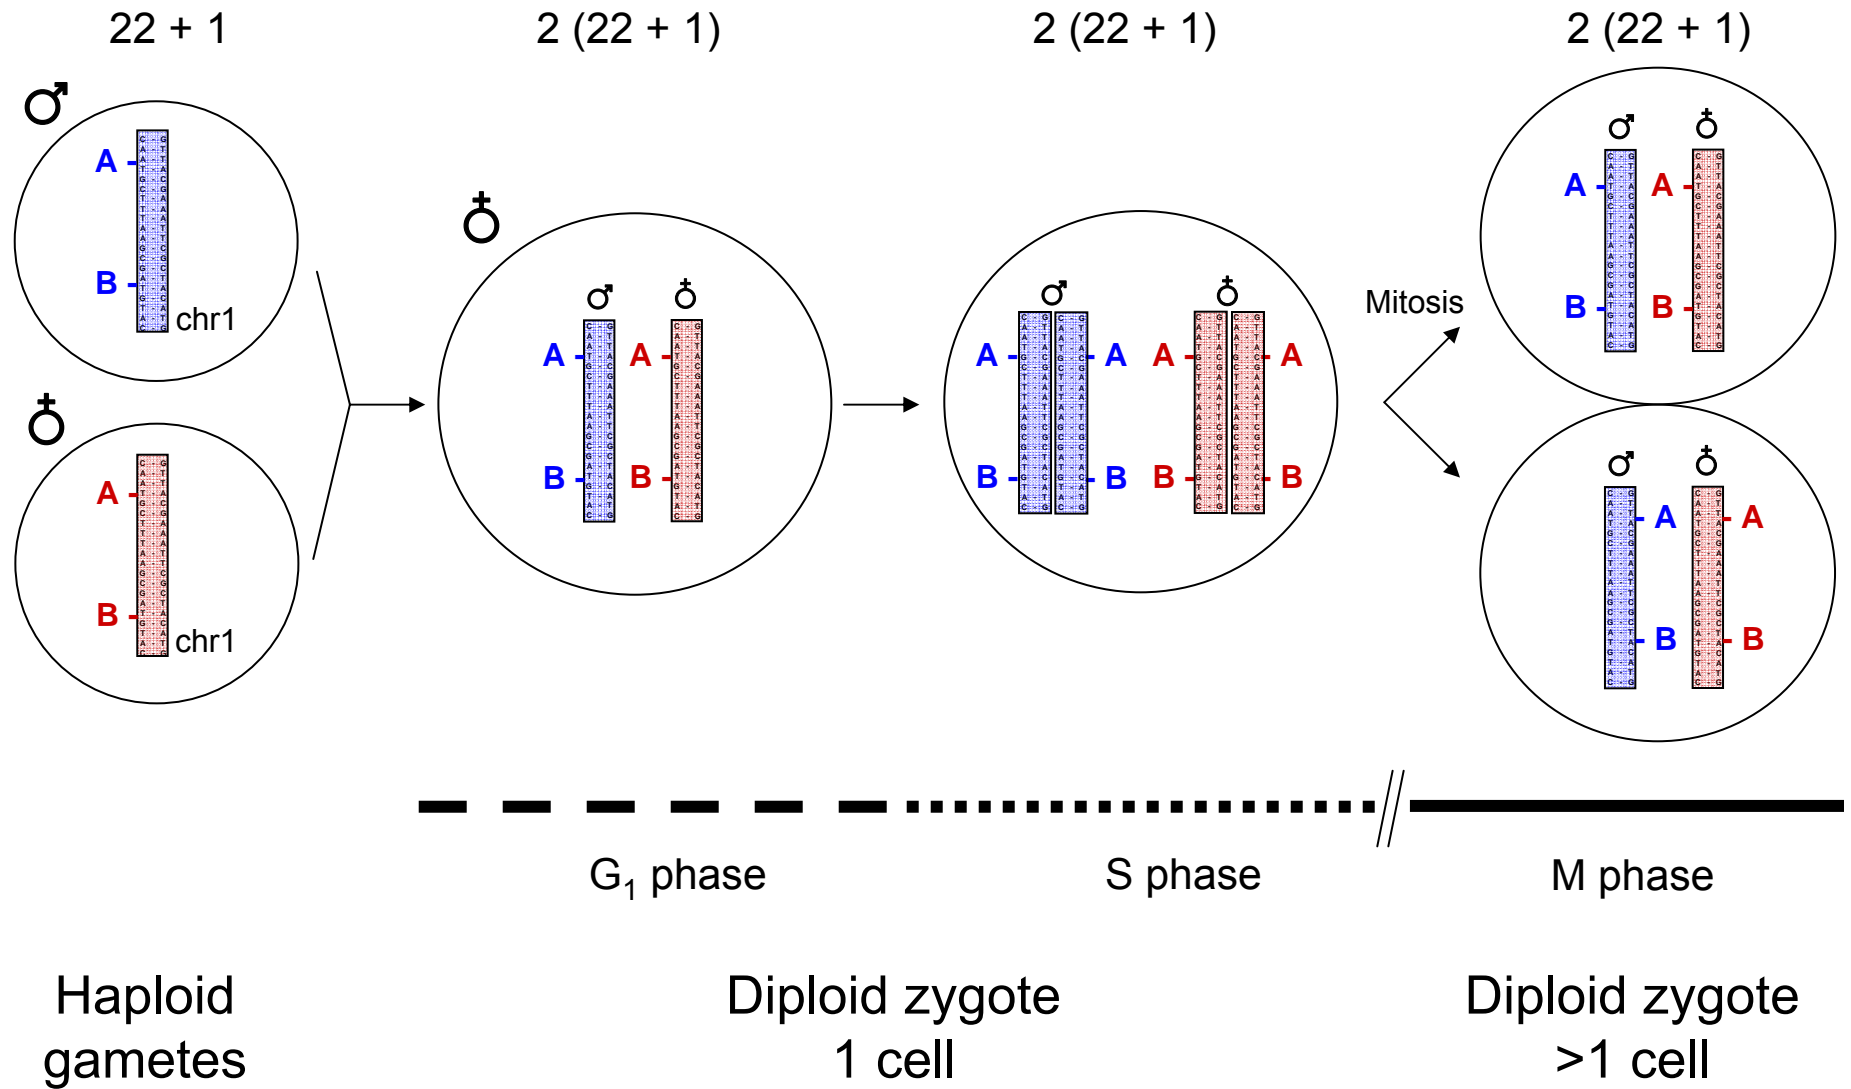 22 + 1
2 (22 + 1)
2 (22 + 1)
2 (22 + 1)
♂
A
B
chr1
♀
A
B
chr1
♀
♂ ♀
A A
B B
♂ ♀
A A A A
B B B B
Mitosis
♂ ♀
A A
B B
♂ ♀
A A
B B
G₁ phase
S phase
M phase
Haploid
gametes
Diploid zygote
1 cell
Diploid zygote
>1 cell